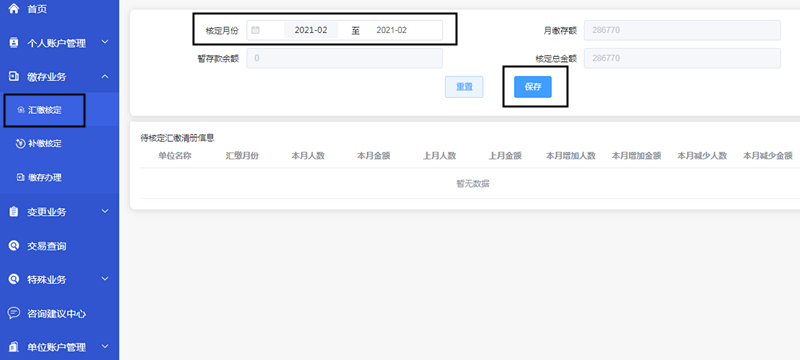 首页
个人账户管理
缴存业务
汇缴核定
补缴核定
缴存办理
变更业务
交易查询
特殊业务
咨询建议中心
单位账户管理
核定月份 2021-02 至 2021-02 月缴存额 286770
暂存款余额 0 核定总金额 286770
重置 保存
待核定汇缴清册信息
单位名称 汇缴月份 本月人数 本月金额 上月人数 上月金额 本月增加人数 本月增加金额 本月减少人数 本月减少金额
暂无数据